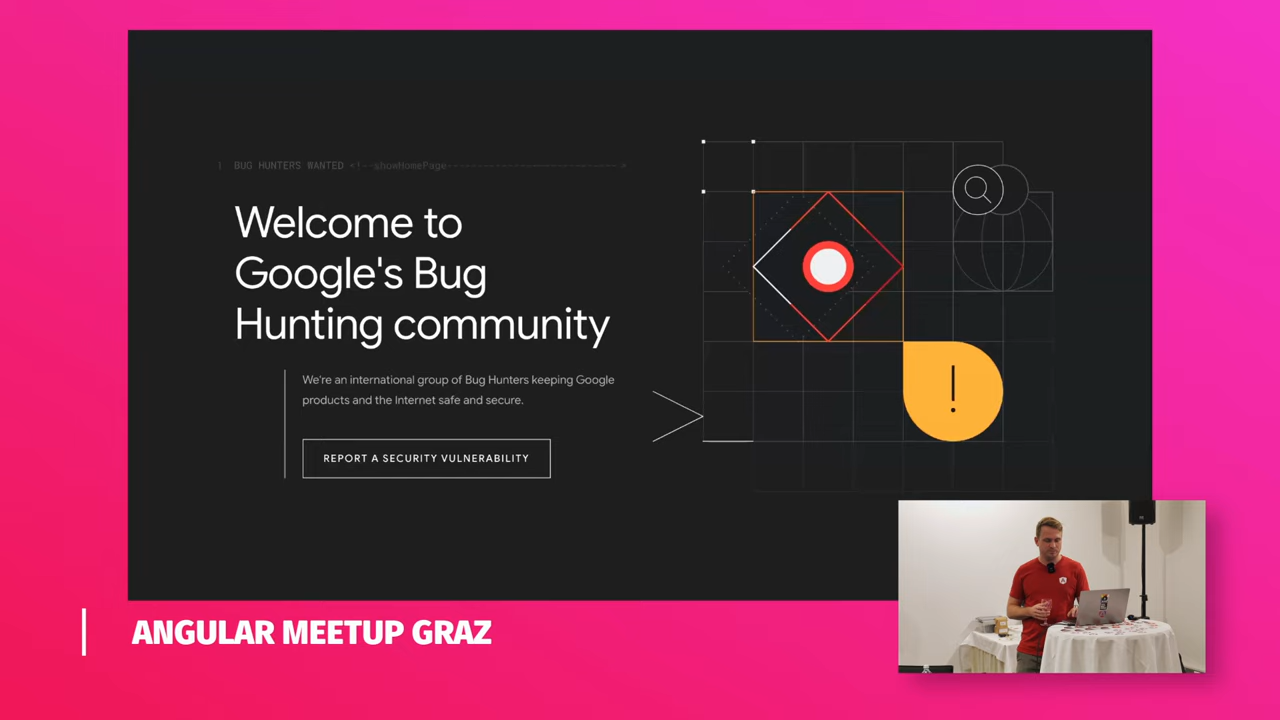 BUG HUNTERS WANTED <!--showHomePage
Welcome to
Google's Bug
Hunting community
We're an international group of Bug Hunters keeping Google
products and the Internet safe and secure.
REPORT A SECURITY VULNERABILITY
!
ANGULAR MEETUP GRAZ